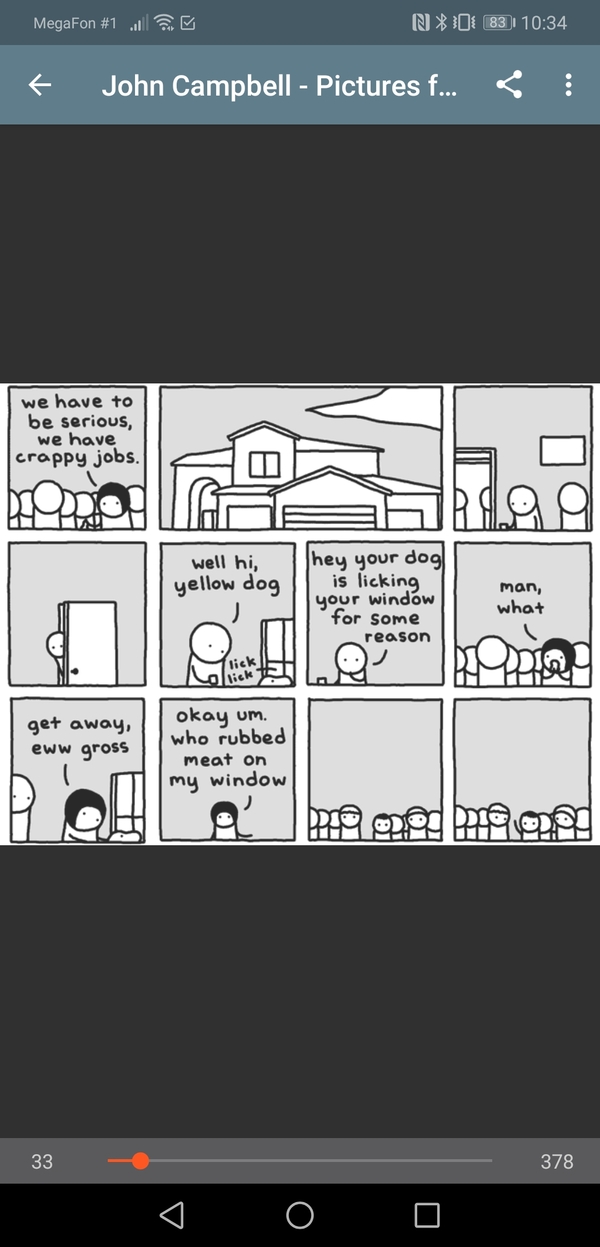 MegaFon #1
83
10:34
John Campbell - Pictures f...
we have to
be serious,
we have
crappy jobs.
well hi,
yellow dog
lick
lick
hey your dog
is licking
your window
for some
reason
man,
what
get away,
eww gross
okay um.
who rubbed
meat on
my window
33
378